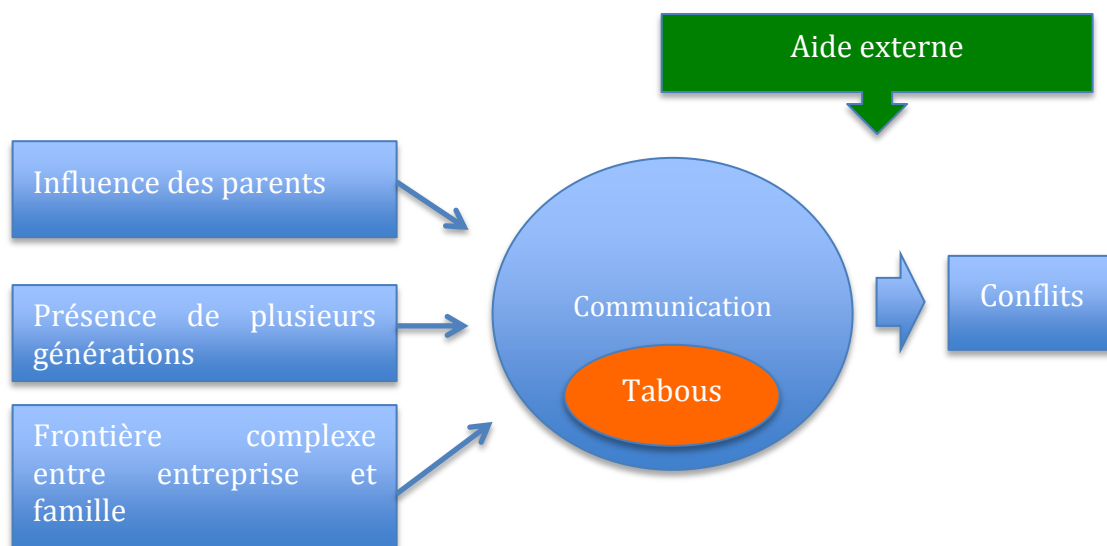 Aide externe
Influence des parents
Présence de plusieurs
générations
Frontière complexe
entre entreprise et
famille
Communication
Tabous
Conflits